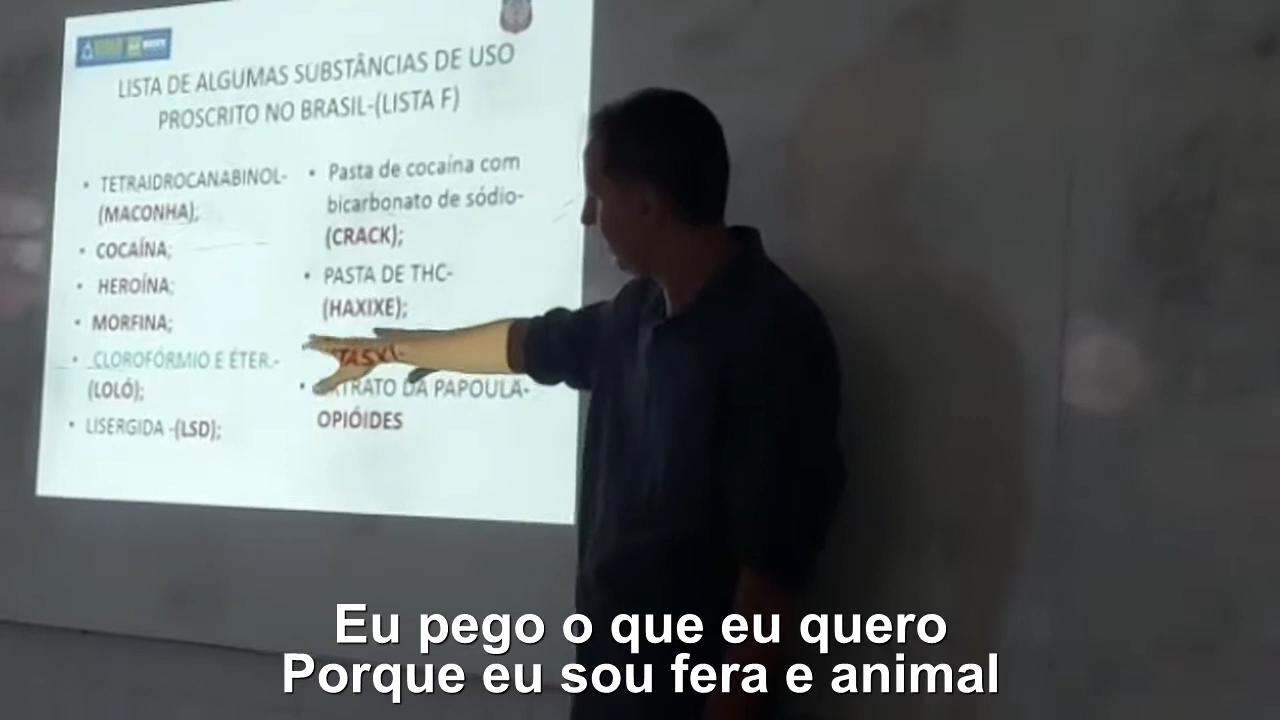 LISTA DE ALGUMAS SUBSTÂNCIAS DE USO
PROSCRITO NO BRASIL-(LISTA F)
• TETRAIDROCANABINOL-
(MACONHA);
• COCAÍNA;
• HEROÍNA;
• MORFINA;
• CLOROFÓRMIO E ÉTER.-
(LOLÓ);
• LISERGIDA -(LSD);
• Pasta de cocaína com
bicarbonato de sódio-
(CRACK);
• PASTA DE THC-
(HAXIXE);
DA PAPOULA-
OPIÓIDES
Eu pego o que eu quero
Porque eu sou fera e animal